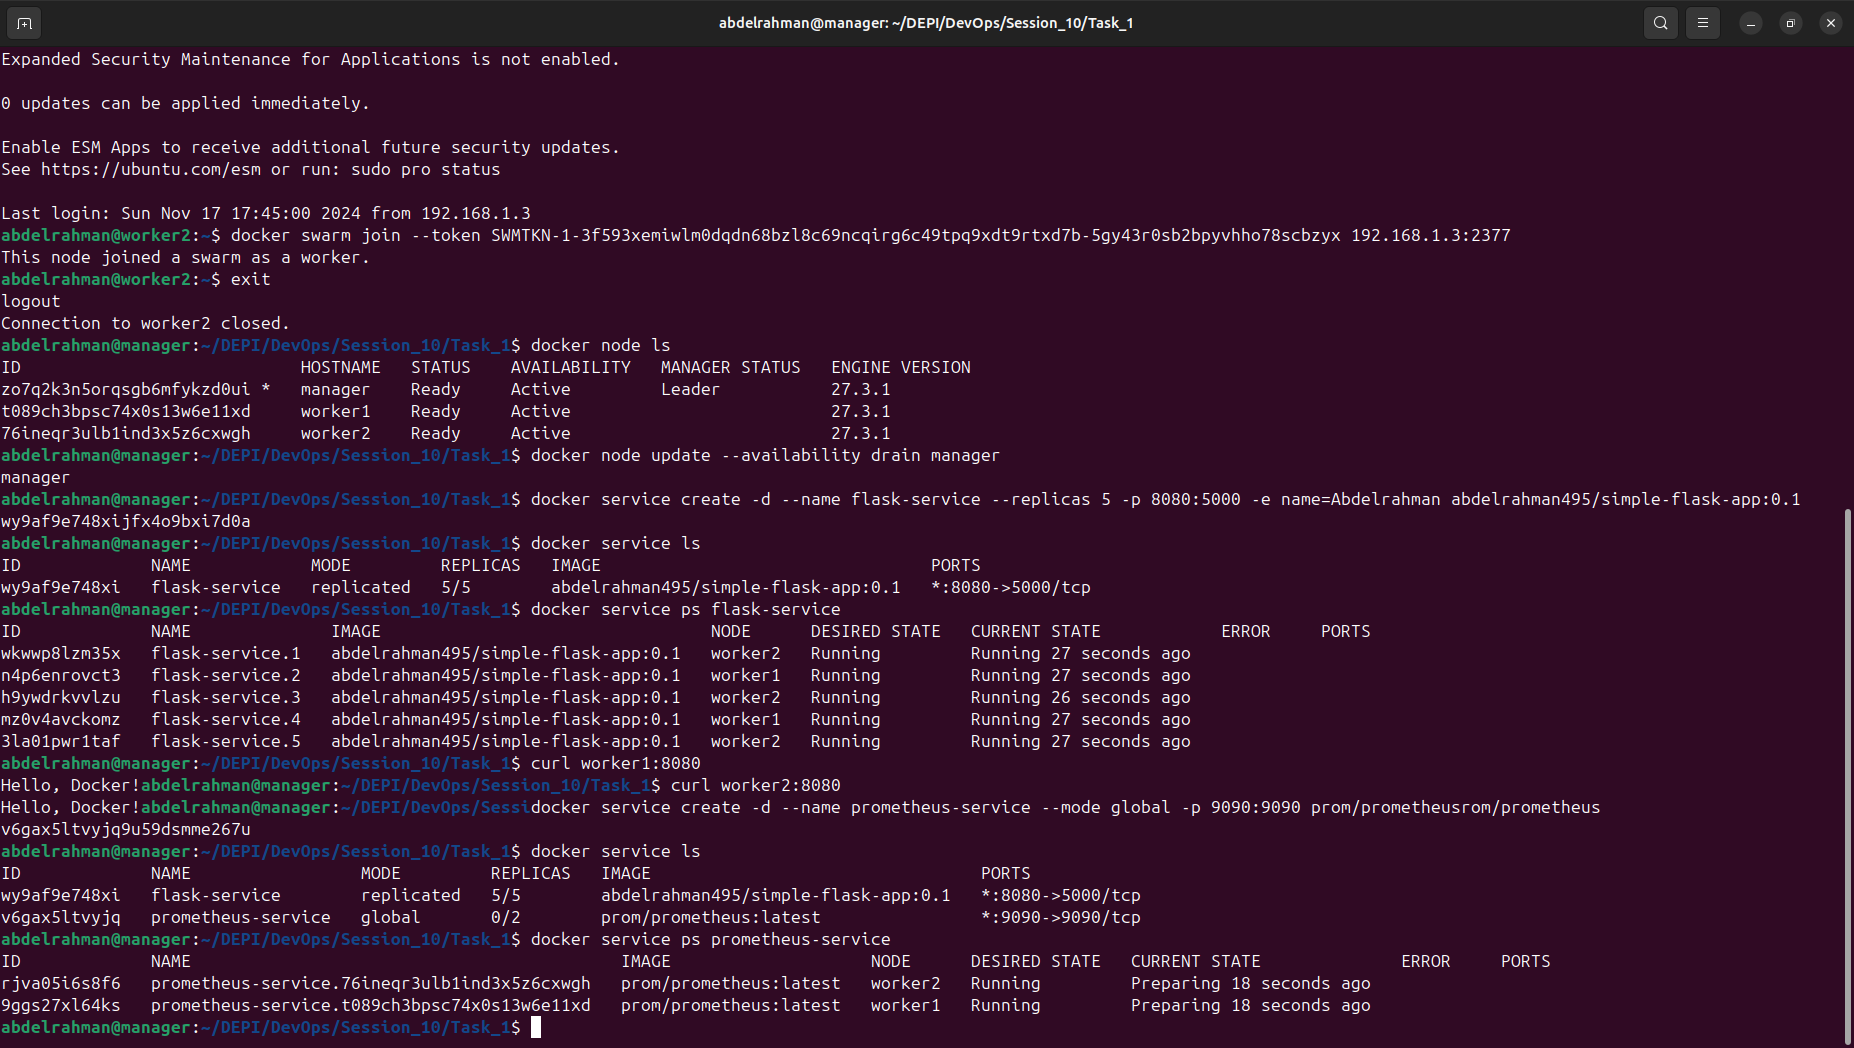 abdelrahman@manager: ~/DEPI/DevOps/Session_10/Task_1
Expanded Security Maintenance for Applications is not enabled.
0 updates can be applied immediately.
Enable ESM Apps to receive additional future security updates.
See https://ubuntu.com/esm or run: sudo pro status
Last login: Sun Nov 17 17:45:00 2024 from 192.168.1.3
abdelrahman@worker2:~$ docker swarm join --token SWMTKN-1-3f593xemiwlm0dqdn68bzl8c69ncqirg6c49tpq9xdt9rtxd7b-5gy43r0sb2bpyvhho78scbzyx 192.168.1.3:2377
This node joined a swarm as a worker.
abdelrahman@worker2:~$ exit
logout
Connection to worker2 closed.
abdelrahman@manager:~/DEPI/DevOps/Session_10/Task_1$ docker node ls
ID HOSTNAME STATUS AVAILABILITY MANAGER STATUS ENGINE VERSION
zo7q2k3n5orqsgb6mfykzd0ui * manager Ready Active Leader 27.3.1
t089ch3bpsc74x0s13w6e11xd worker1 Ready Active 27.3.1
76ineqr3ulb1ind3x5z6cxwgh worker2 Ready Active 27.3.1
abdelrahman@manager:~/DEPI/DevOps/Session_10/Task_1$ docker node update --availability drain manager
manager
abdelrahman@manager:~/DEPI/DevOps/Session_10/Task_1$ docker service create -d --name flask-service --replicas 5 -p 8080:5000 -e name=Abdelrahman abdelrahman495/simple-flask-app:0.1
wy9af9e748xijfx4o9bxi7d0a
abdelrahman@manager:~/DEPI/DevOps/Session_10/Task_1$ docker service ls
ID NAME MODE REPLICAS IMAGE PORTS
wy9af9e748xi flask-service replicated 5/5 abdelrahman495/simple-flask-app:0.1 *:8080->5000/tcp
abdelrahman@manager:~/DEPI/DevOps/Session_10/Task_1$ docker service ps flask-service
ID NAME IMAGE NODE DESIRED STATE CURRENT STATE ERROR PORTS
wkwwp8lzm35x flask-service.1 abdelrahman495/simple-flask-app:0.1 worker2 Running Running 27 seconds ago
n4p6enrovct3 flask-service.2 abdelrahman495/simple-flask-app:0.1 worker1 Running Running 27 seconds ago
h9ywdrkvvlzu flask-service.3 abdelrahman495/simple-flask-app:0.1 worker2 Running Running 26 seconds ago
mz0v4avckomz flask-service.4 abdelrahman495/simple-flask-app:0.1 worker1 Running Running 27 seconds ago
3la01pwr1taf flask-service.5 abdelrahman495/simple-flask-app:0.1 worker2 Running Running 27 seconds ago
abdelrahman@manager:~/DEPI/DevOps/Session_10/Task_1$ curl worker1:8080
Hello, Docker!abdelrahman@manager:~/DEPI/DevOps/Session_10/Task_1$ curl worker2:8080
Hello, Docker!abdelrahman@manager:~/DEPI/DevOps/Sessidocker service create -d --name prometheus-service --mode global -p 9090:9090 prom/prometheusrom/prometheus
v6gax5ltvyjq9u59dsmme267u
abdelrahman@manager:~/DEPI/DevOps/Session_10/Task_1$ docker service ls
ID NAME MODE REPLICAS IMAGE PORTS
wy9af9e748xi flask-service replicated 5/5 abdelrahman495/simple-flask-app:0.1 *:8080->5000/tcp
v6gax5ltvyjq prometheus-service global 0/2 prom/prometheus:latest *:9090->9090/tcp
abdelrahman@manager:~/DEPI/DevOps/Session_10/Task_1$ docker service ps prometheus-service
ID NAME IMAGE NODE DESIRED STATE CURRENT STATE ERROR PORTS
rjva05i6s8f6 prometheus-service.76ineqr3ulb1ind3x5z6cxwgh prom/prometheus:latest worker2 Running Preparing 18 seconds ago
9ggs27xl64ks prometheus-service.t089ch3bpsc74x0s13w6e11xd prom/prometheus:latest worker1 Running Preparing 18 seconds ago
abdelrahman@manager:~/DEPI/DevOps/Session_10/Task_1$